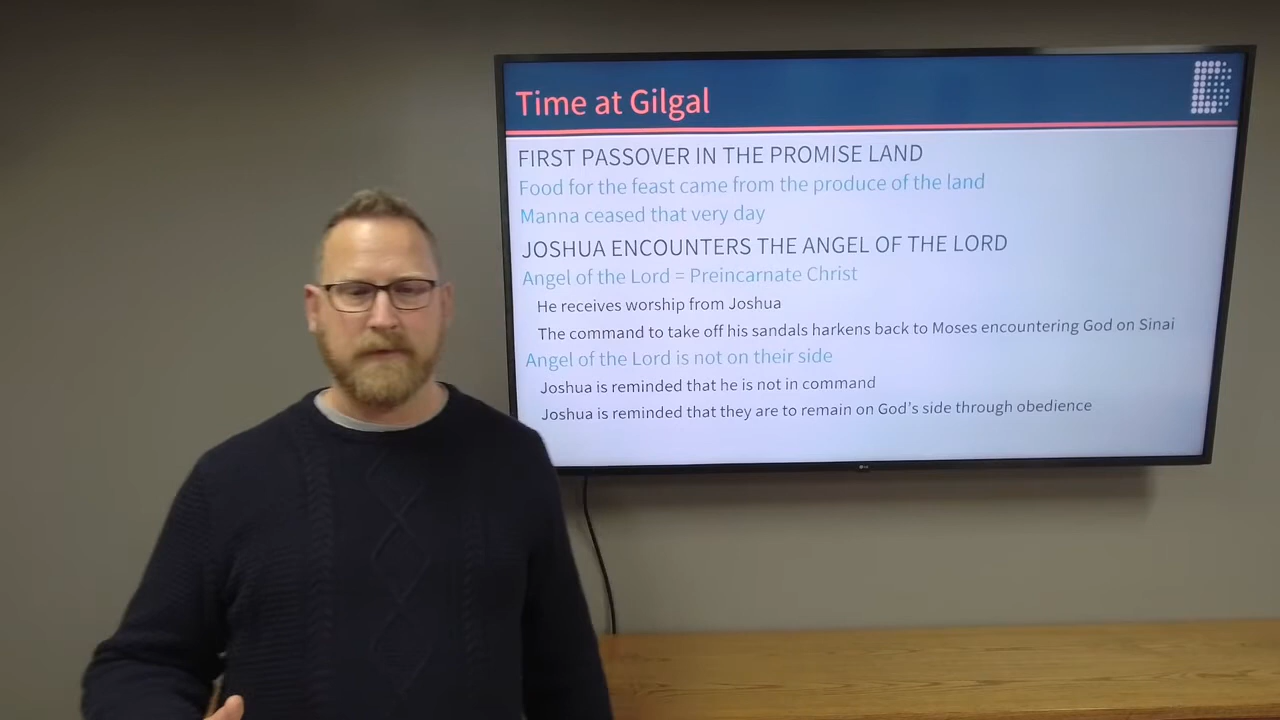 Time at Gilgal
FIRST PASSOVER IN THE PROMISE LAND
Food for the feast came from the produce of the land
Manna ceased that very day
JOSHUA ENCOUNTERS THE ANGEL OF THE LORD
Angel of the Lord = Preincarnate Christ
He receives worship from Joshua
The command to take off his sandals harkens back to Moses encountering God on Sinai
Angel of the Lord is not on their side
Joshua is reminded that he is not in command
Joshua is reminded that they are to remain on God's side through obedience
LG